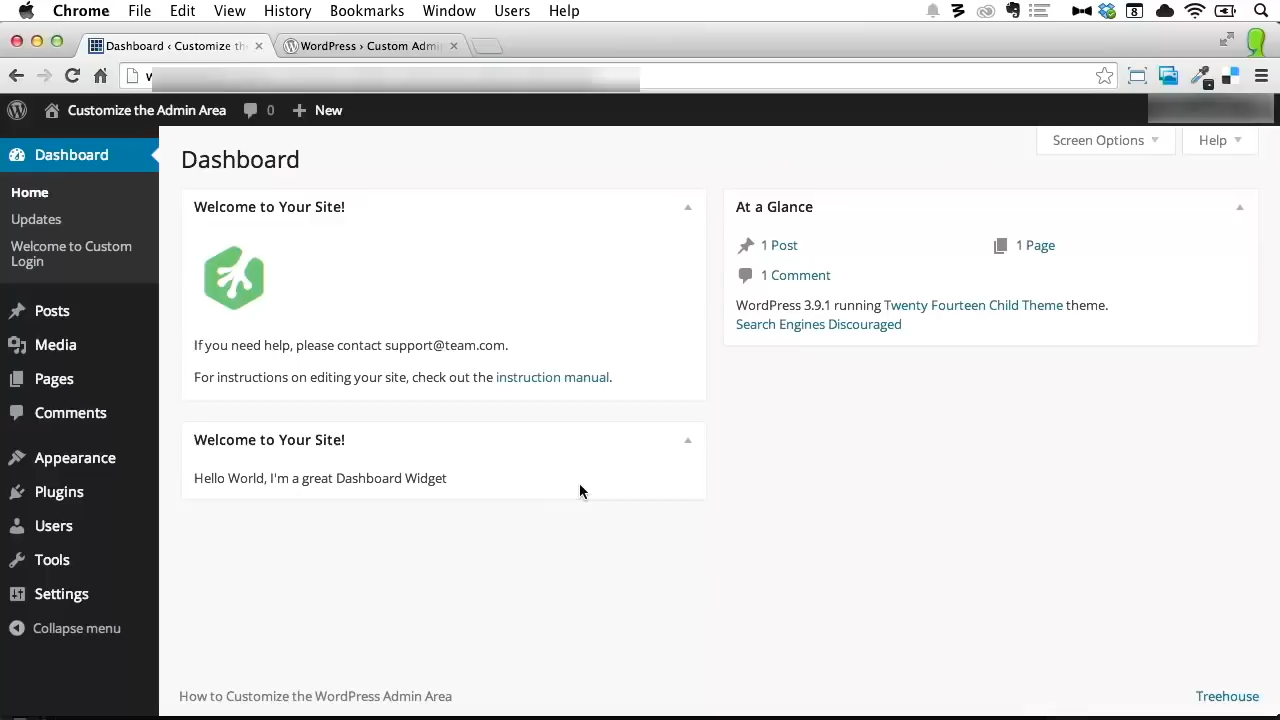 Chrome File Edit View History Bookmarks Window Users Help
8
Dashboard ‹ Customize th
WordPress › Custom Admi
Customize the Admin Area 0 New
Dashboard
Home
Updates
Welcome to Custom
Login
Posts
Media
Pages
Comments
Appearance
Plugins
Users
Tools
Settings
Collapse menu
Screen Options Help
Dashboard
Welcome to Your Site!
If you need help, please contact support@team.com.
For instructions on editing your site, check out the instruction manual.
Welcome to Your Site!
Hello World, I'm a great Dashboard Widget
At a Glance
1 Post 1 Page
1 Comment
WordPress 3.9.1 running Twenty Fourteen Child Theme theme.
Search Engines Discouraged
How to Customize the WordPress Admin Area
Treehouse